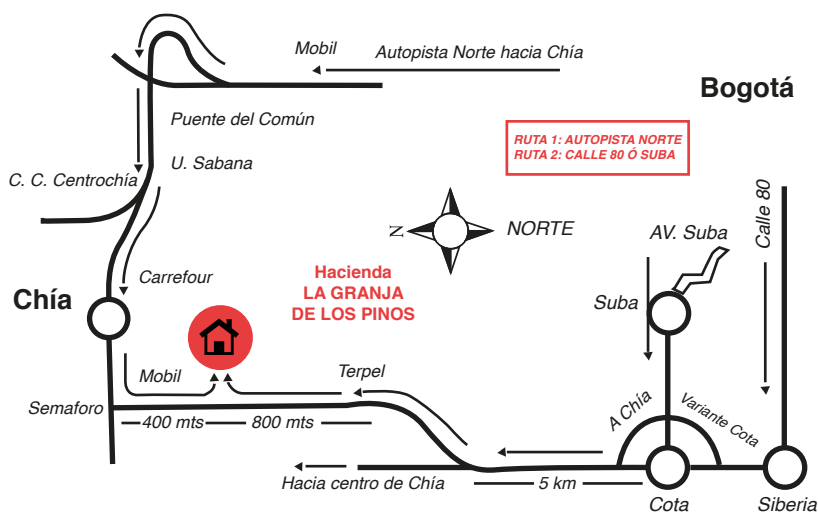 Mobil
Autopista Norte hacia Chía
Bogotá
Puente del Común
RUTA 1: AUTOPISTA NORTE
RUTA 2: CALLE 80 Ó SUBA
U. Sabana
C. C. Centrochía
Calle 80
N
NORTE
AV. Suba
Carrefour
Hacienda
LA GRANJA
DE LOS PINOS
Chía
Suba
Mobil
Terpel
Semaforo
400 mts
800 mts
A Chía
Variante Cota
Hacia centro de Chía
5 km
Cota
Siberia